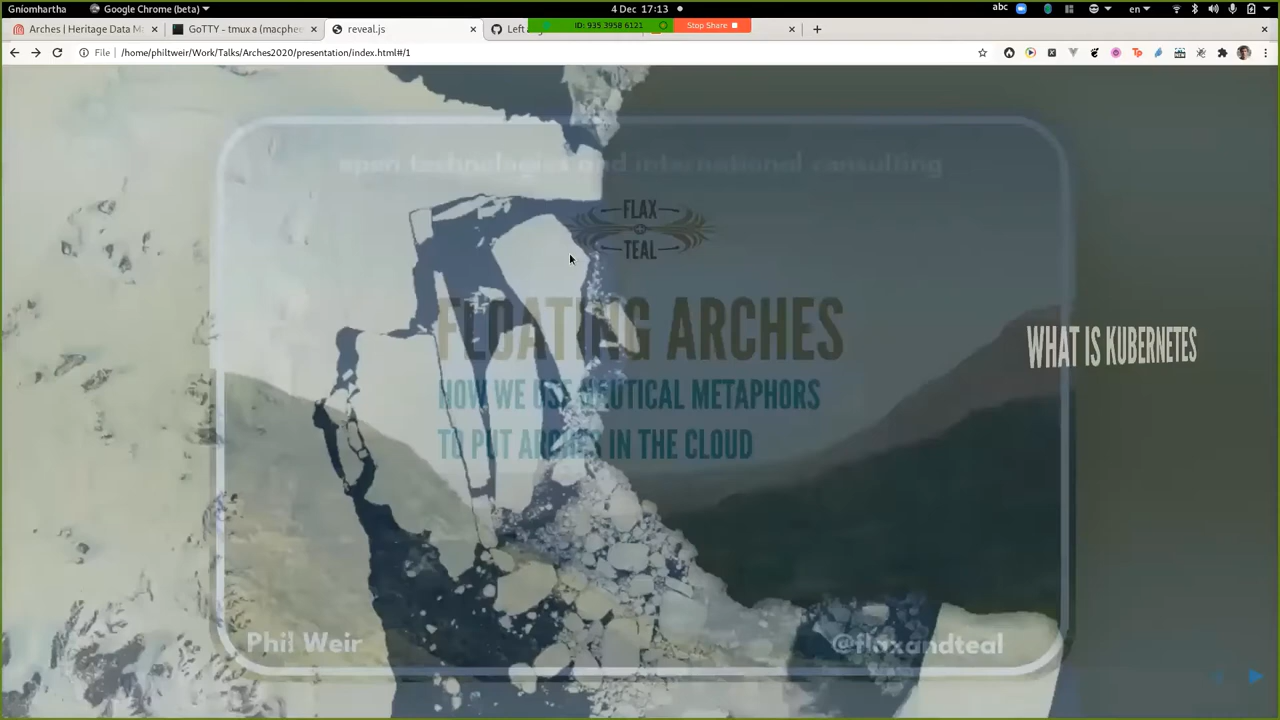 Gníomhartha
Google Chrome (beta)
4 Dec 17:13
abc
en
Arches | Heritage Data M
GoTTY - tmux a (macphe
reveal.js
ID: 935 3958 6121
Stop Share
File
/home/philtweir/Work/Talks/Arches2020/presentation/index.html#/1
open technologies and international consulting
FLAX
TEAL
FLOATING ARCHES
HOW WE USE NAUTICAL METAPHORS
TO PUT ARCHES IN THE CLOUD
WHAT IS KUBERNETES
Phil Weir
@flaxandteal